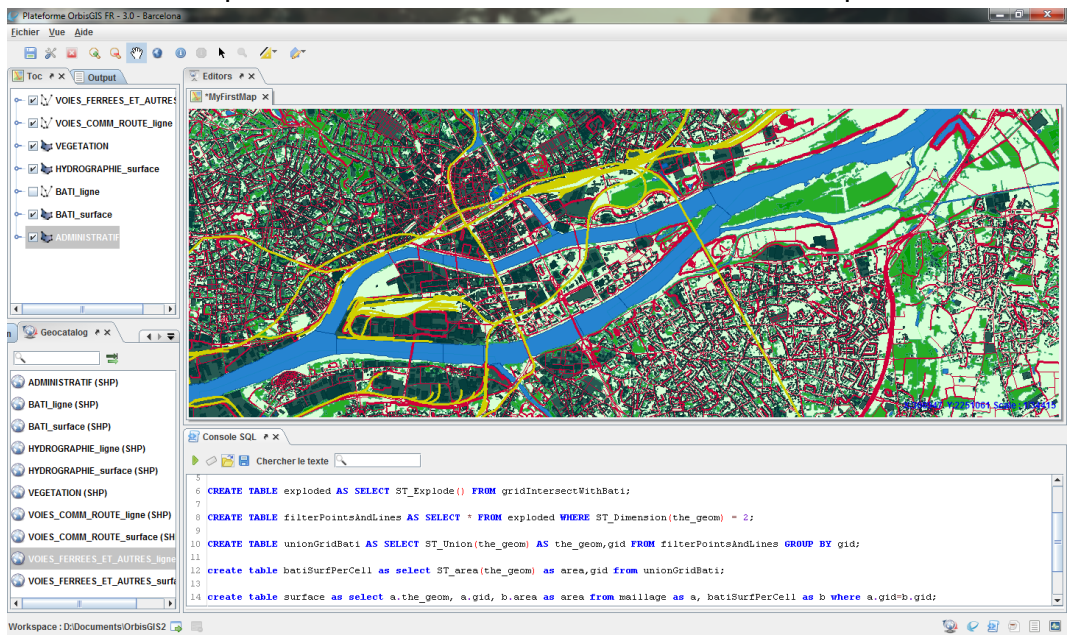 Plateforme OrbisGIS FR - 3.0 - Barcelona
Fichier Vue Aide
Toc
Output
VOIES_FERREES_ET_AUTRES
VOIES_COMM_ROUTE_ligne
VEGETATION
HYDROGRAPHIE_surface
BATI_ligne
BATI_surface
ADMINISTRATIF
Editors
*MyFirstMap
Geocatalog
ADMINISTRATIF (SHP)
BATI_ligne (SHP)
BATI_surface (SHP)
HYDROGRAPHIE_ligne (SHP)
HYDROGRAPHIE_surface (SHP)
VEGETATION (SHP)
VOIES_COMM_ROUTE_ligne (SHP)
VOIES_COMM_ROUTE_surface (SH
VOIES_FERREES_ET_AUTRES_ligne
VOIES_FERREES_ET_AUTRES_surfa
Console SQL
Chercher le texte
5
6 CREATE TABLE exploded AS SELECT ST_Explode() FROM gridIntersectWithBati;
7
8 CREATE TABLE filterPointsAndLines AS SELECT * FROM exploded WHERE ST_Dimension(the_geom) = 2;
9
10 CREATE TABLE unionGridBati AS SELECT ST_Union(the_geom) AS the_geom,gid FROM filterPointsAndLines GROUP BY gid;
11
12 create table batiSurfPerCell as select ST_area(the_geom) as area,gid from unionGridBati;
13
14 create table surface as select a.the_geom, a.gid, b.area as area from maillage as a, batiSurfPerCell as b where a.gid=b.gid;
Workspace : D:\Documents\OrbisGIS2